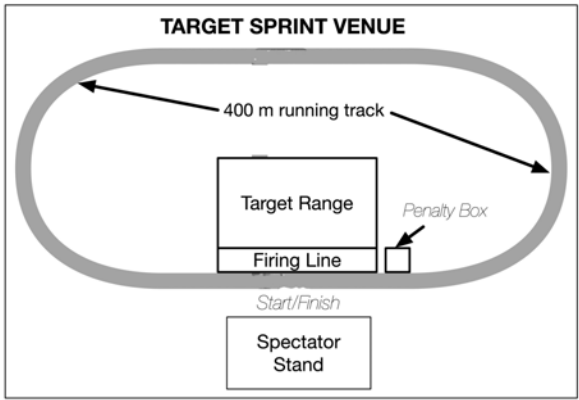 TARGET SPRINT VENUE
400 m running track
Target Range
Penalty Box
Firing Line
Start/Finish
Spectator
Stand